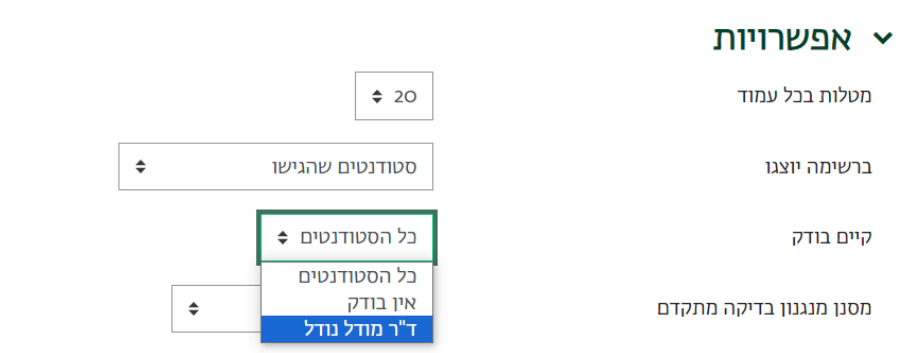 אפשרויות
מטלות בכל עמוד
20
ברשימה יוצגו
סטודנטים שהגישו
קיים בודק
כל הסטודנטים
כל הסטודנטים
אין בודק
ד"ר מודל נודל
מסנן מנגנון בדיקה מתקדם